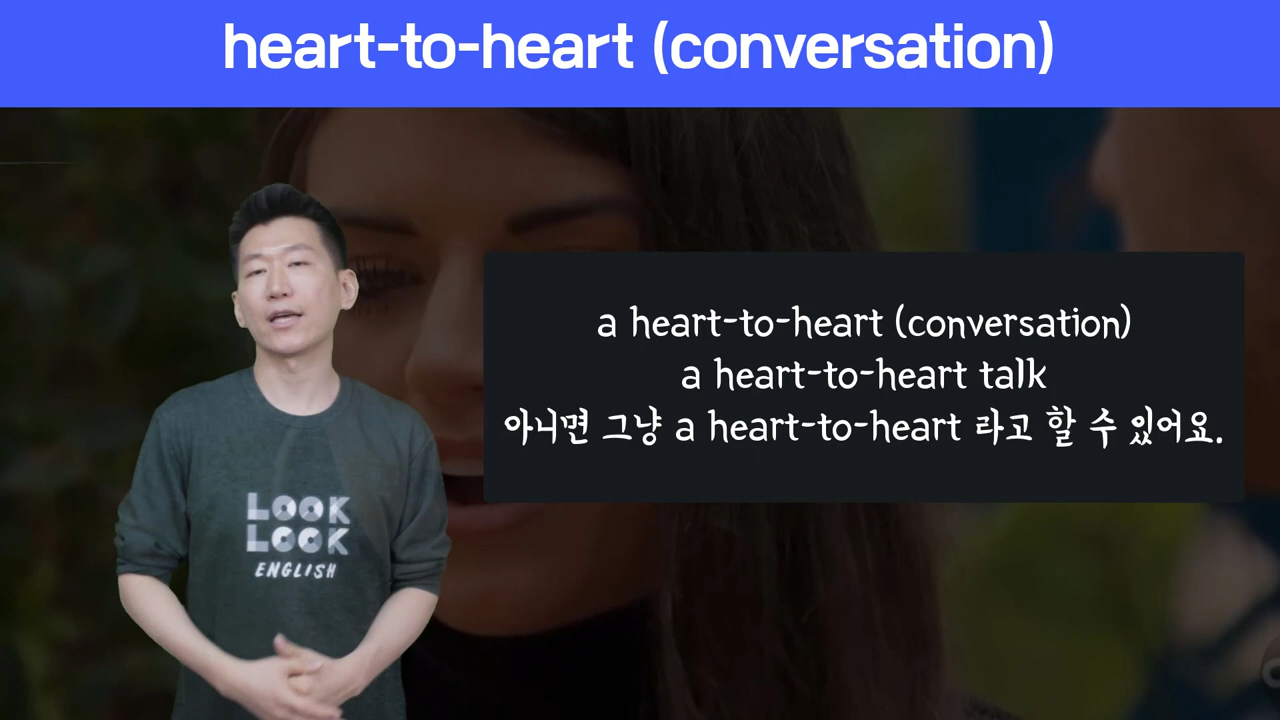 heart-to-heart (conversation)
a heart-to-heart (conversation)
a heart-to-heart talk
아니면 그냥 a heart-to-heart 라고 할 수 있어요.
LOOK
LOOK
ENGLISH